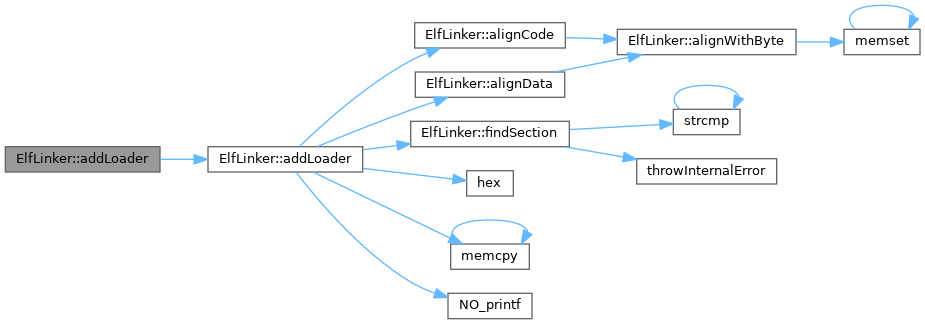 ElfLinker::addLoader
ElfLinker::addLoader
ElfLinker::alignCode
ElfLinker::alignData
ElfLinker::findSection
hex
memcpy
NO_printf
ElfLinker::alignWithByte
strcmp
throwInternalError
memset